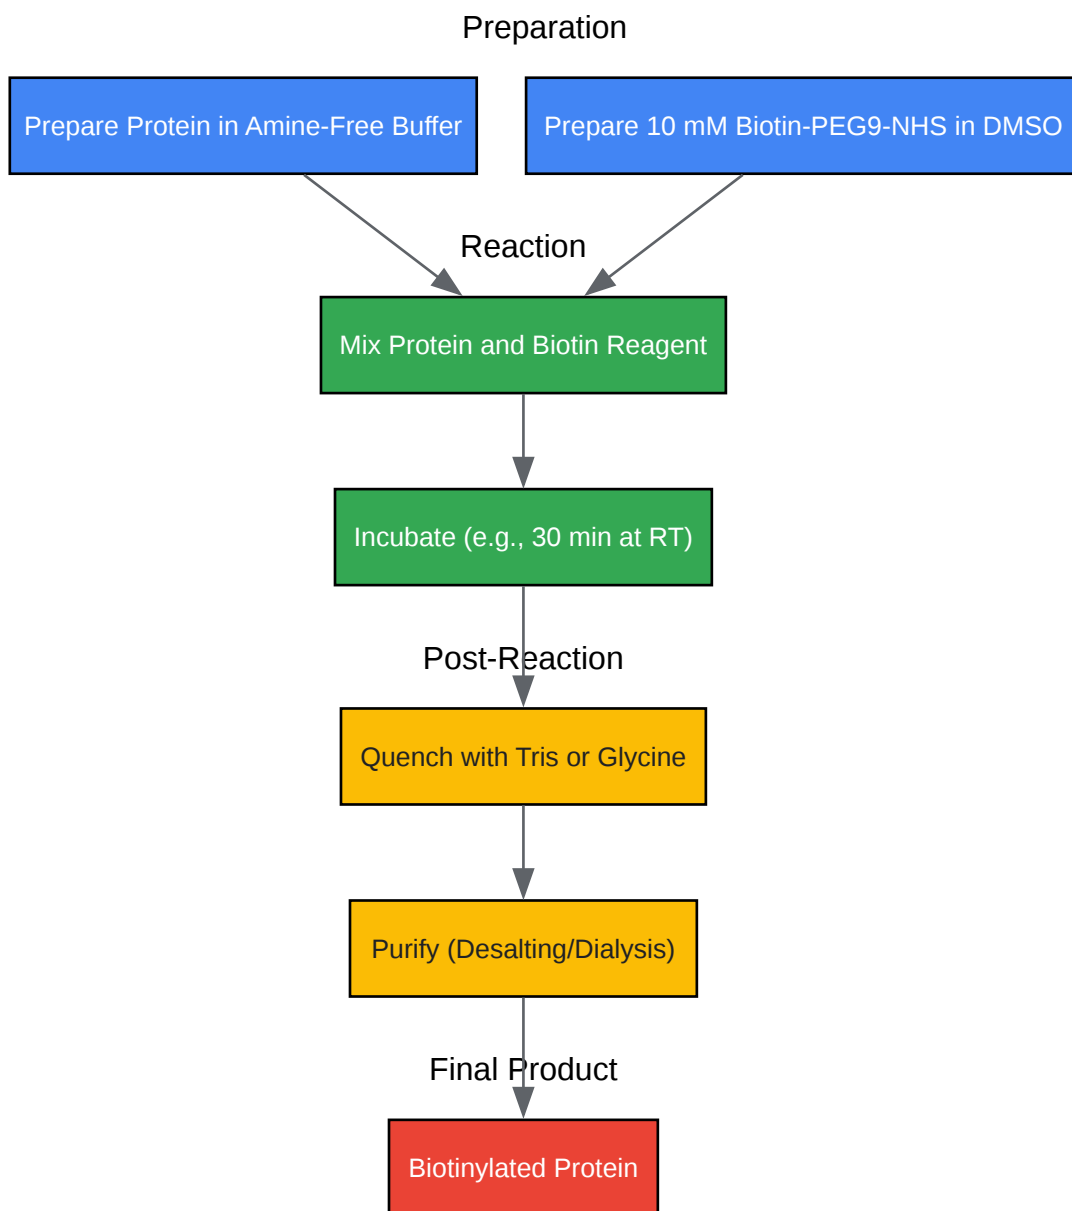 Preparation
Prepare Protein in Amine-Free Buffer
Prepare 10 mM Biotin-PEG9-NHS in DMSO
Reaction
Mix Protein and Biotin Reagent
Incubate (e.g., 30 min at RT)
Post-Reaction
Quench with Tris or Glycine
Purify (Desalting/Dialysis)
Final Product
Biotinylated Protein